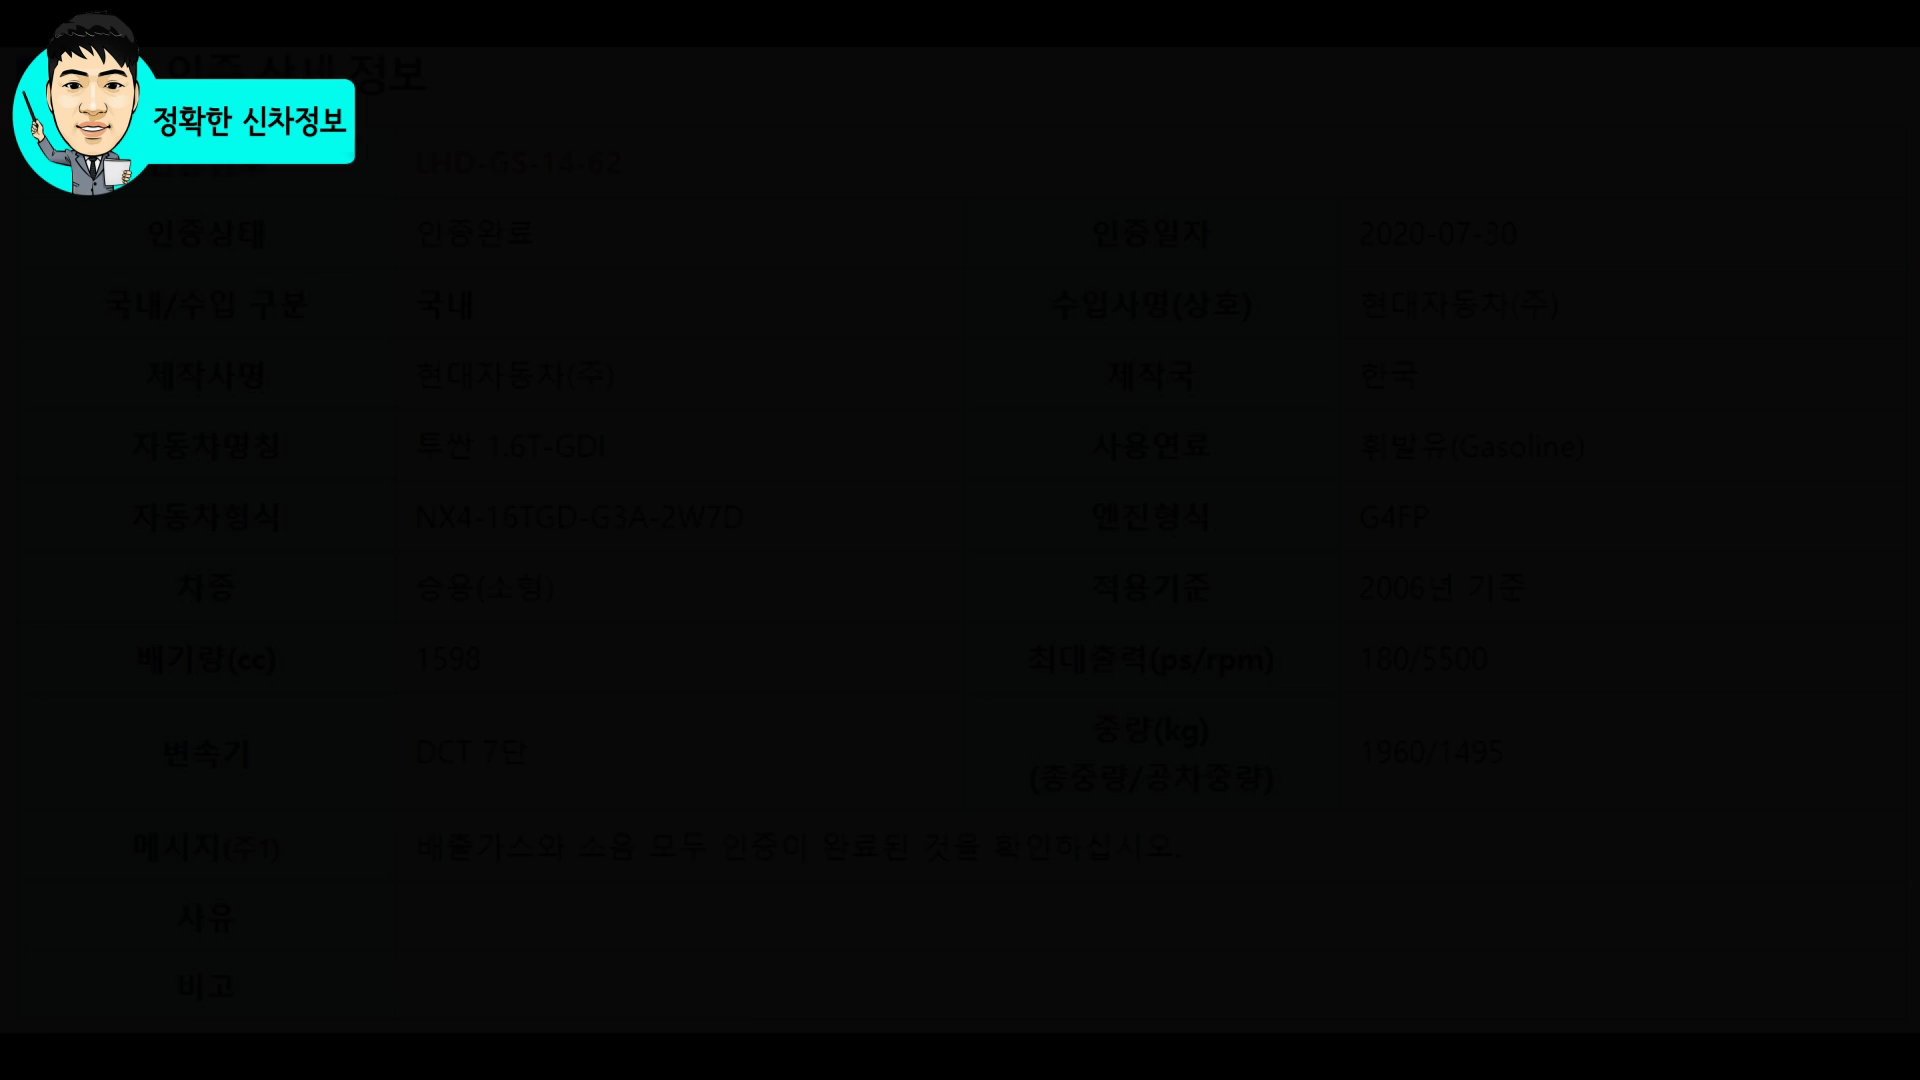 인증 상세 정보
정확한 신차정보
LHD-GS-14-62
인증상태 인증완료 인증일자 2020-07-30
국내/수입 구분 국내 수입사명(상호) 현대자동차(주)
제작사명 현대자동차(주) 제작국 한국
자동차명칭 투싼 1.6T-GDI 사용연료 휘발유(Gasoline)
자동차형식 NX4-16TGD-G3A-2W7D 엔진형식 G4FP
차종 승용(소형) 적용기준 2006년 기준
배기량(cc) 1598 최대출력(ps/rpm) 180/5500
변속기 DCT 7단 중량(kg) 1960/1495
(총중량/공차중량)
메시지(주1) 배출가스와 소음 모두 인증이 완료된 것을 확인하십시오.
사유
비고